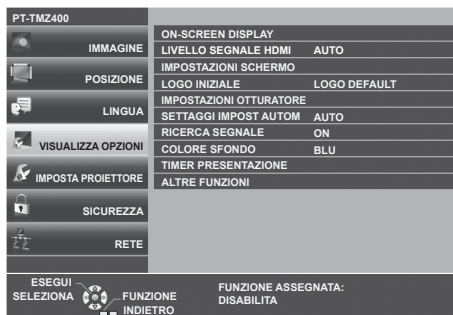 PT-TMZ400
IMMAGINE
POSIZIONE
LINGUA
VISUALIZZA OPZIONI
IMPOSTA PROIETTORE
SICUREZZA
RETE
ON-SCREEN DISPLAY
LIVELLO SEGNALE HDMI AUTO
IMPOSTAZIONI SCHERMO
LOGO INIZIALE LOGO DEFAULT
IMPOSTAZIONI OTTURATORE
SETTAGGI IMPOST AUTOM AUTO
RICERCA SEGNALE ON
COLORE SFONDO BLU
TIMER PRESENTAZIONE
ALTRE FUNZIONI
ESEGUI
SELEZIONA
FUNZIONE
INDIETRO
FUNZIONE ASSEGNATA:
DISABILITA